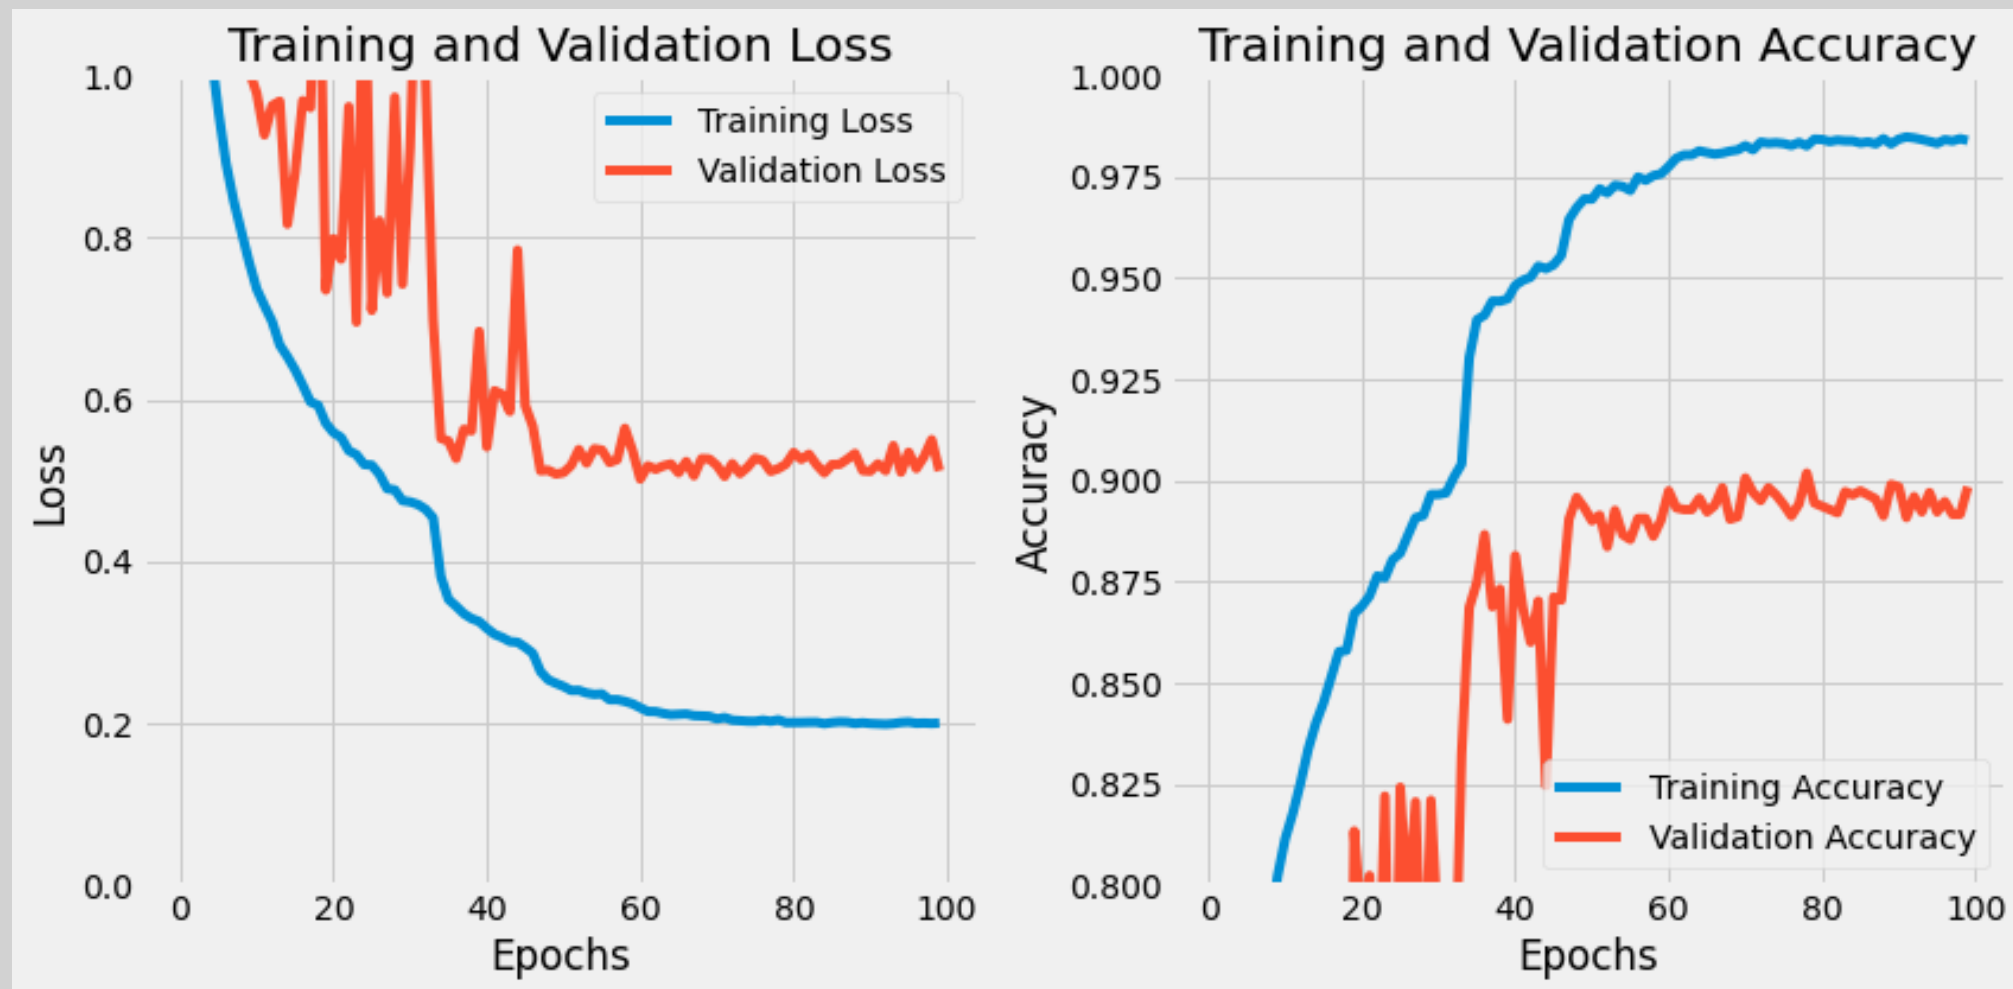 Training and Validation Loss
1.0
0.8
0.6
0.4
0.2
0.0
Loss
0 20 40 60 80 100
Epochs
Training Loss
Validation Loss
Training and Validation Accuracy
1.000
0.975
0.950
0.925
0.900
0.875
0.850
0.825
0.800
Accuracy
0 20 40 60 80 100
Epochs
Training Accuracy
Validation Accuracy